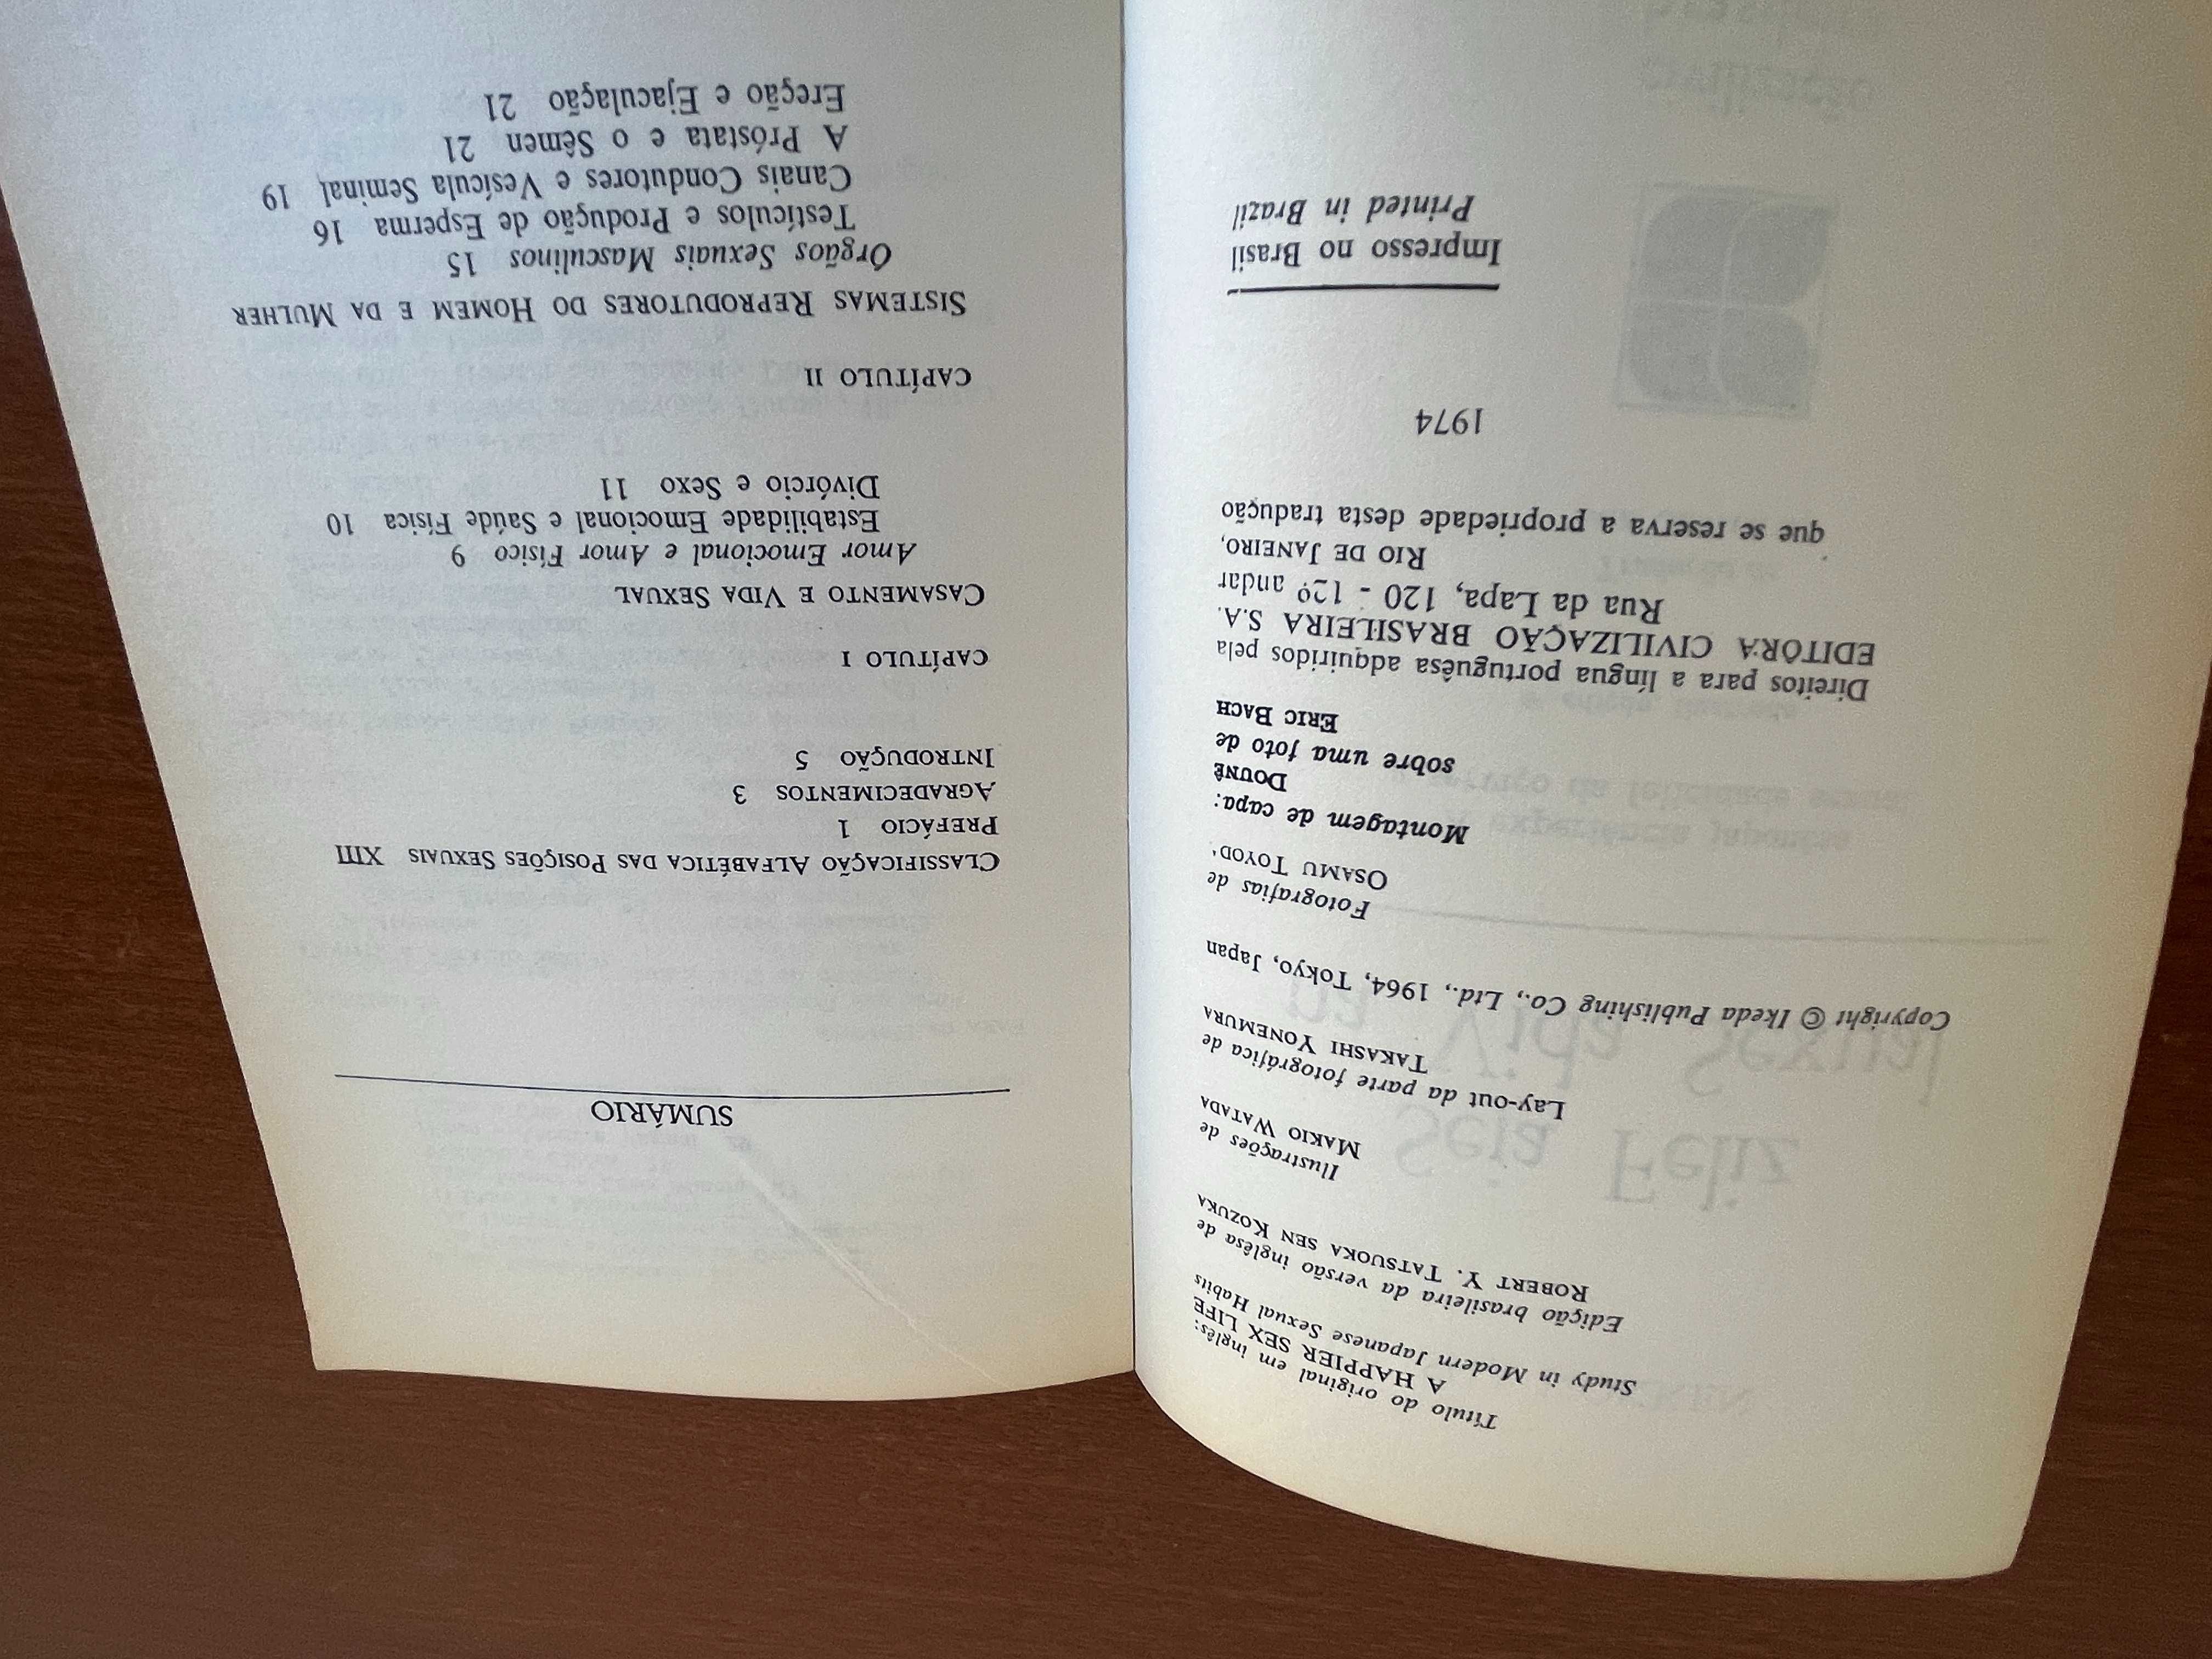 Título do original em inglês:
A HAPPIER SEX LIFE
Study in Modern Japanese Sexual Habits
Edição brasileira da versão inglêsa de
ROBERT Y. TATSUOKA SEN KOZUKA
Ilustrações de
MAKIO WATADA
Lay-out da parte fotográfica de
TAKASHI YONEMURA
Copyright © Ikeda Publishing Co., Ltd., 1964, Tokyo, Japan
Fotografias de
OSAMU TOYOD'
Montagem de capa:
DOUNÊ
sobre uma foto de
ERIC BACH
Direitos para a língua portuguêsa adquiridos pela
EDITÔRA CIVILIZAÇÃO BRASILEIRA S.A.
Rua da Lapa, 120 - 12º andar
RIO DE JANEIRO,
que se reserva a propriedade desta tradução
1974
Impresso no Brasil
Printed in Brazil
SUMÁRIO
CLASSIFICAÇÃO ALFABÉTICA DAS POSIÇÕES SEXUAIS XIII
PREFÁCIO 1
AGRADECIMENTOS 3
INTRODUÇÃO 5
CAPÍTULO I
CASAMENTO E VIDA SEXUAL
Amor Emocional e Amor Físico 9
Estabilidade Emocional e Saúde Física 10
Divórcio e Sexo 11
CAPÍTULO II
SISTEMAS REPRODUTORES DO HOMEM E DA MULHER
Órgãos Sexuais Masculinos 15
Testículos e Produção de Esperma 16
Canais Condutores e Vesícula Seminal 19
A Próstata e o Sêmen 21
Ereção e Ejaculação 21